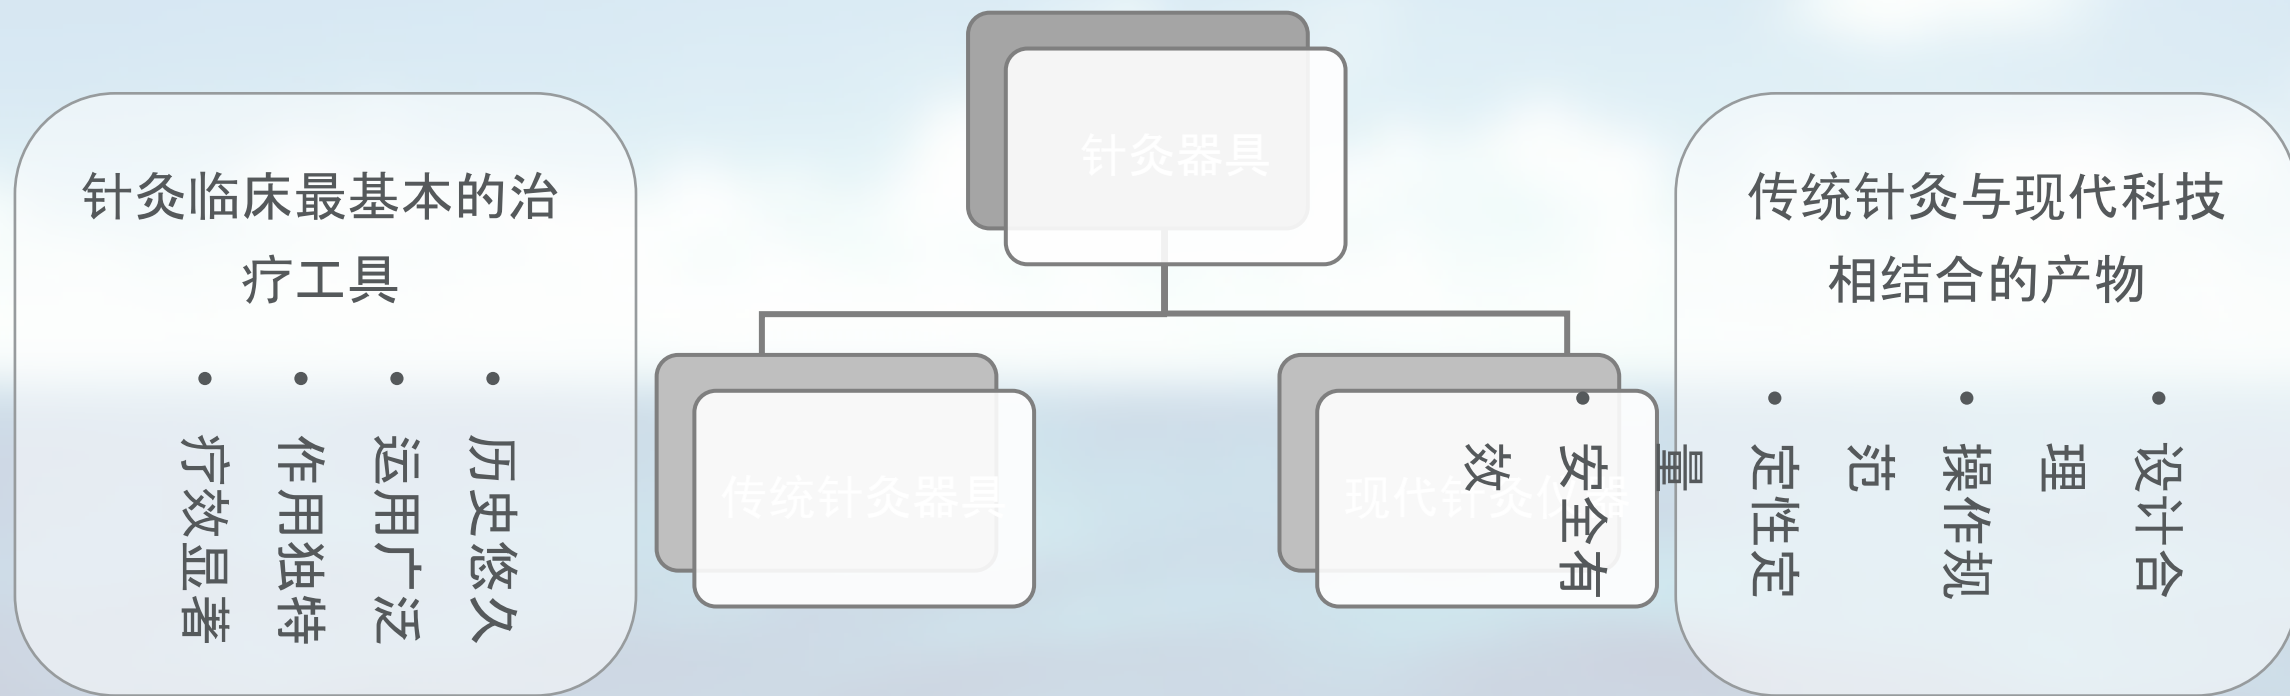 针灸器具
针灸临床最基本的治
疗工具
• 历史悠久
• 运用广泛
• 作用独特
• 疗效显著
传统针灸器具
现代针灸仪器
传统针灸与现代科技
相结合的产物
• 设计合
理
• 操作规
范
• 定性定
量
• 安全有
效